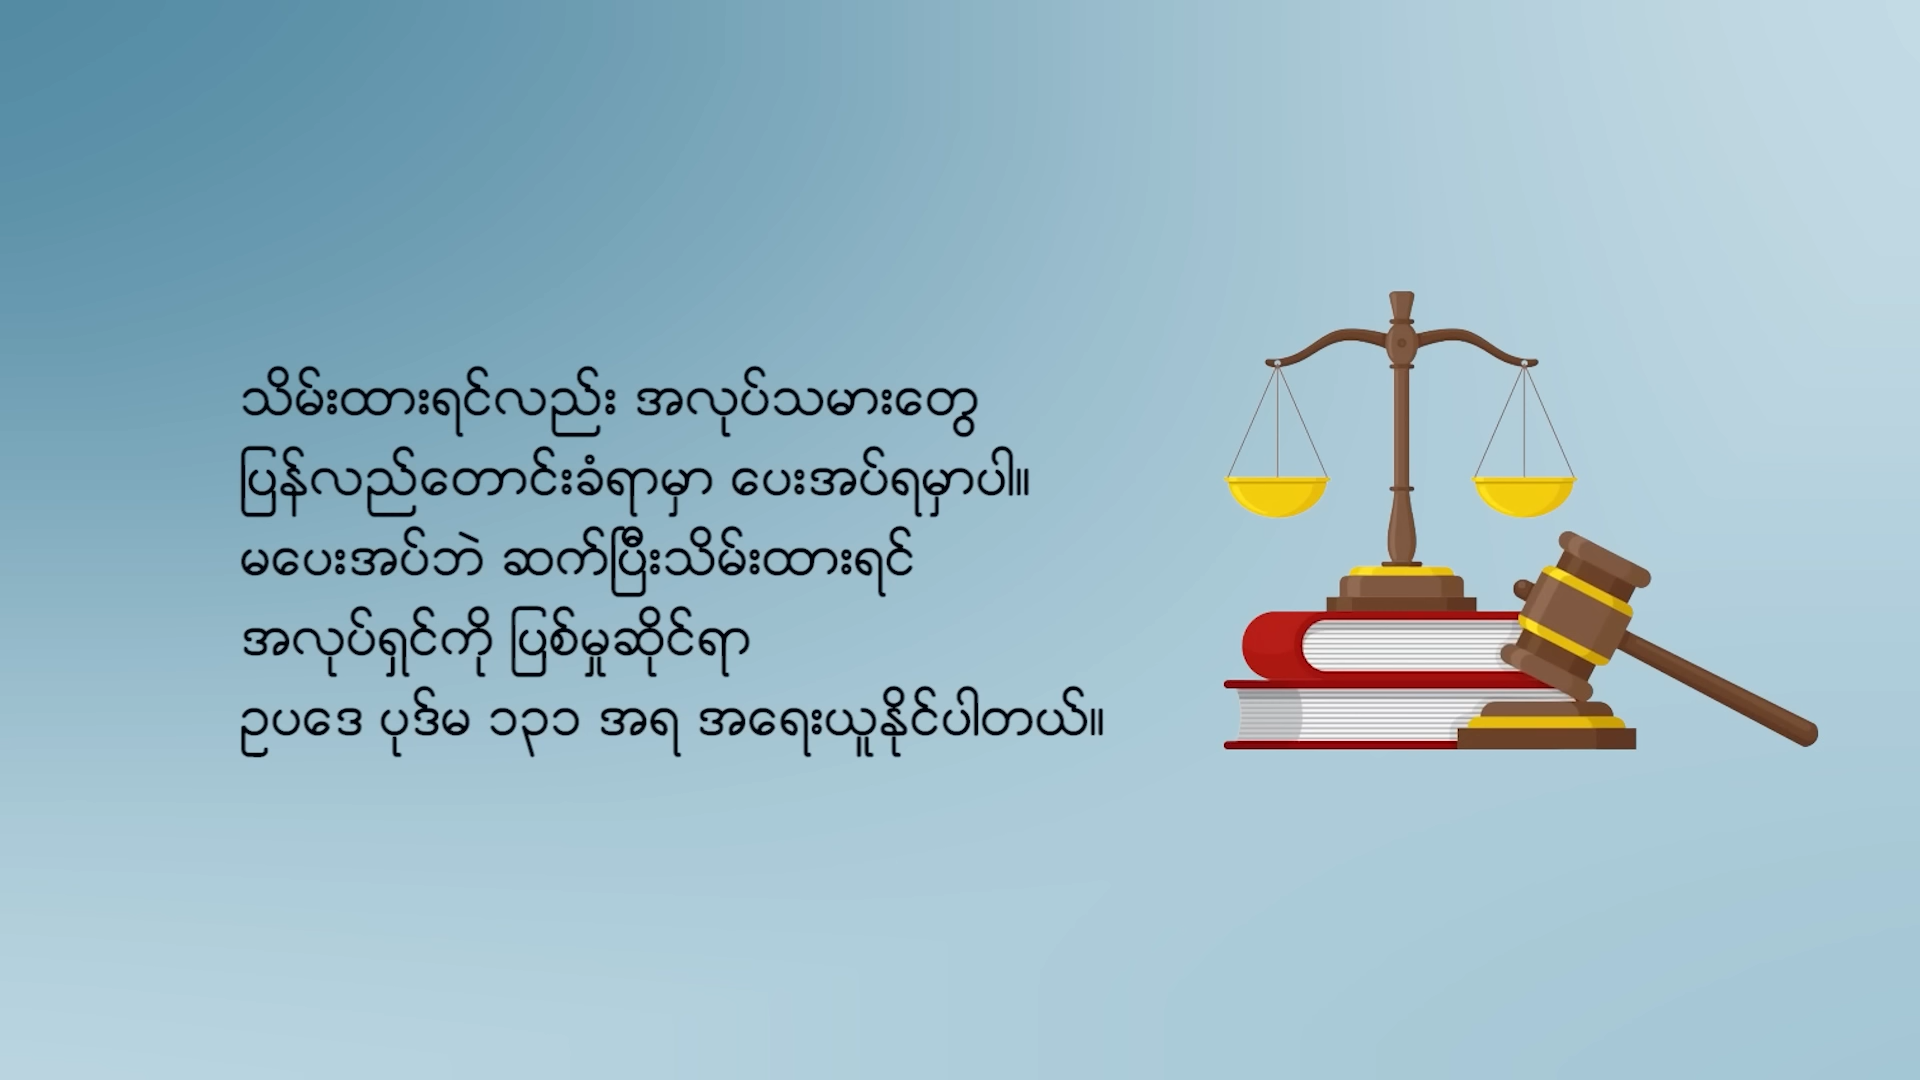 သိမ်းထားရင်လည်း အလုပ်သမားတွေ
ပြန်လည်တောင်းခံရာမှာ ပေးအပ်ရမှာပါ။
မပေးအပ်ဘဲ ဆက်ပြီးသိမ်းထားရင်
အလုပ်ရှင်ကို ပြစ်မှုဆိုင်ရာ
ဥပဒေ ပုဒ်မ ၁၃၁ အရ အရေးယူနိုင်ပါတယ်။